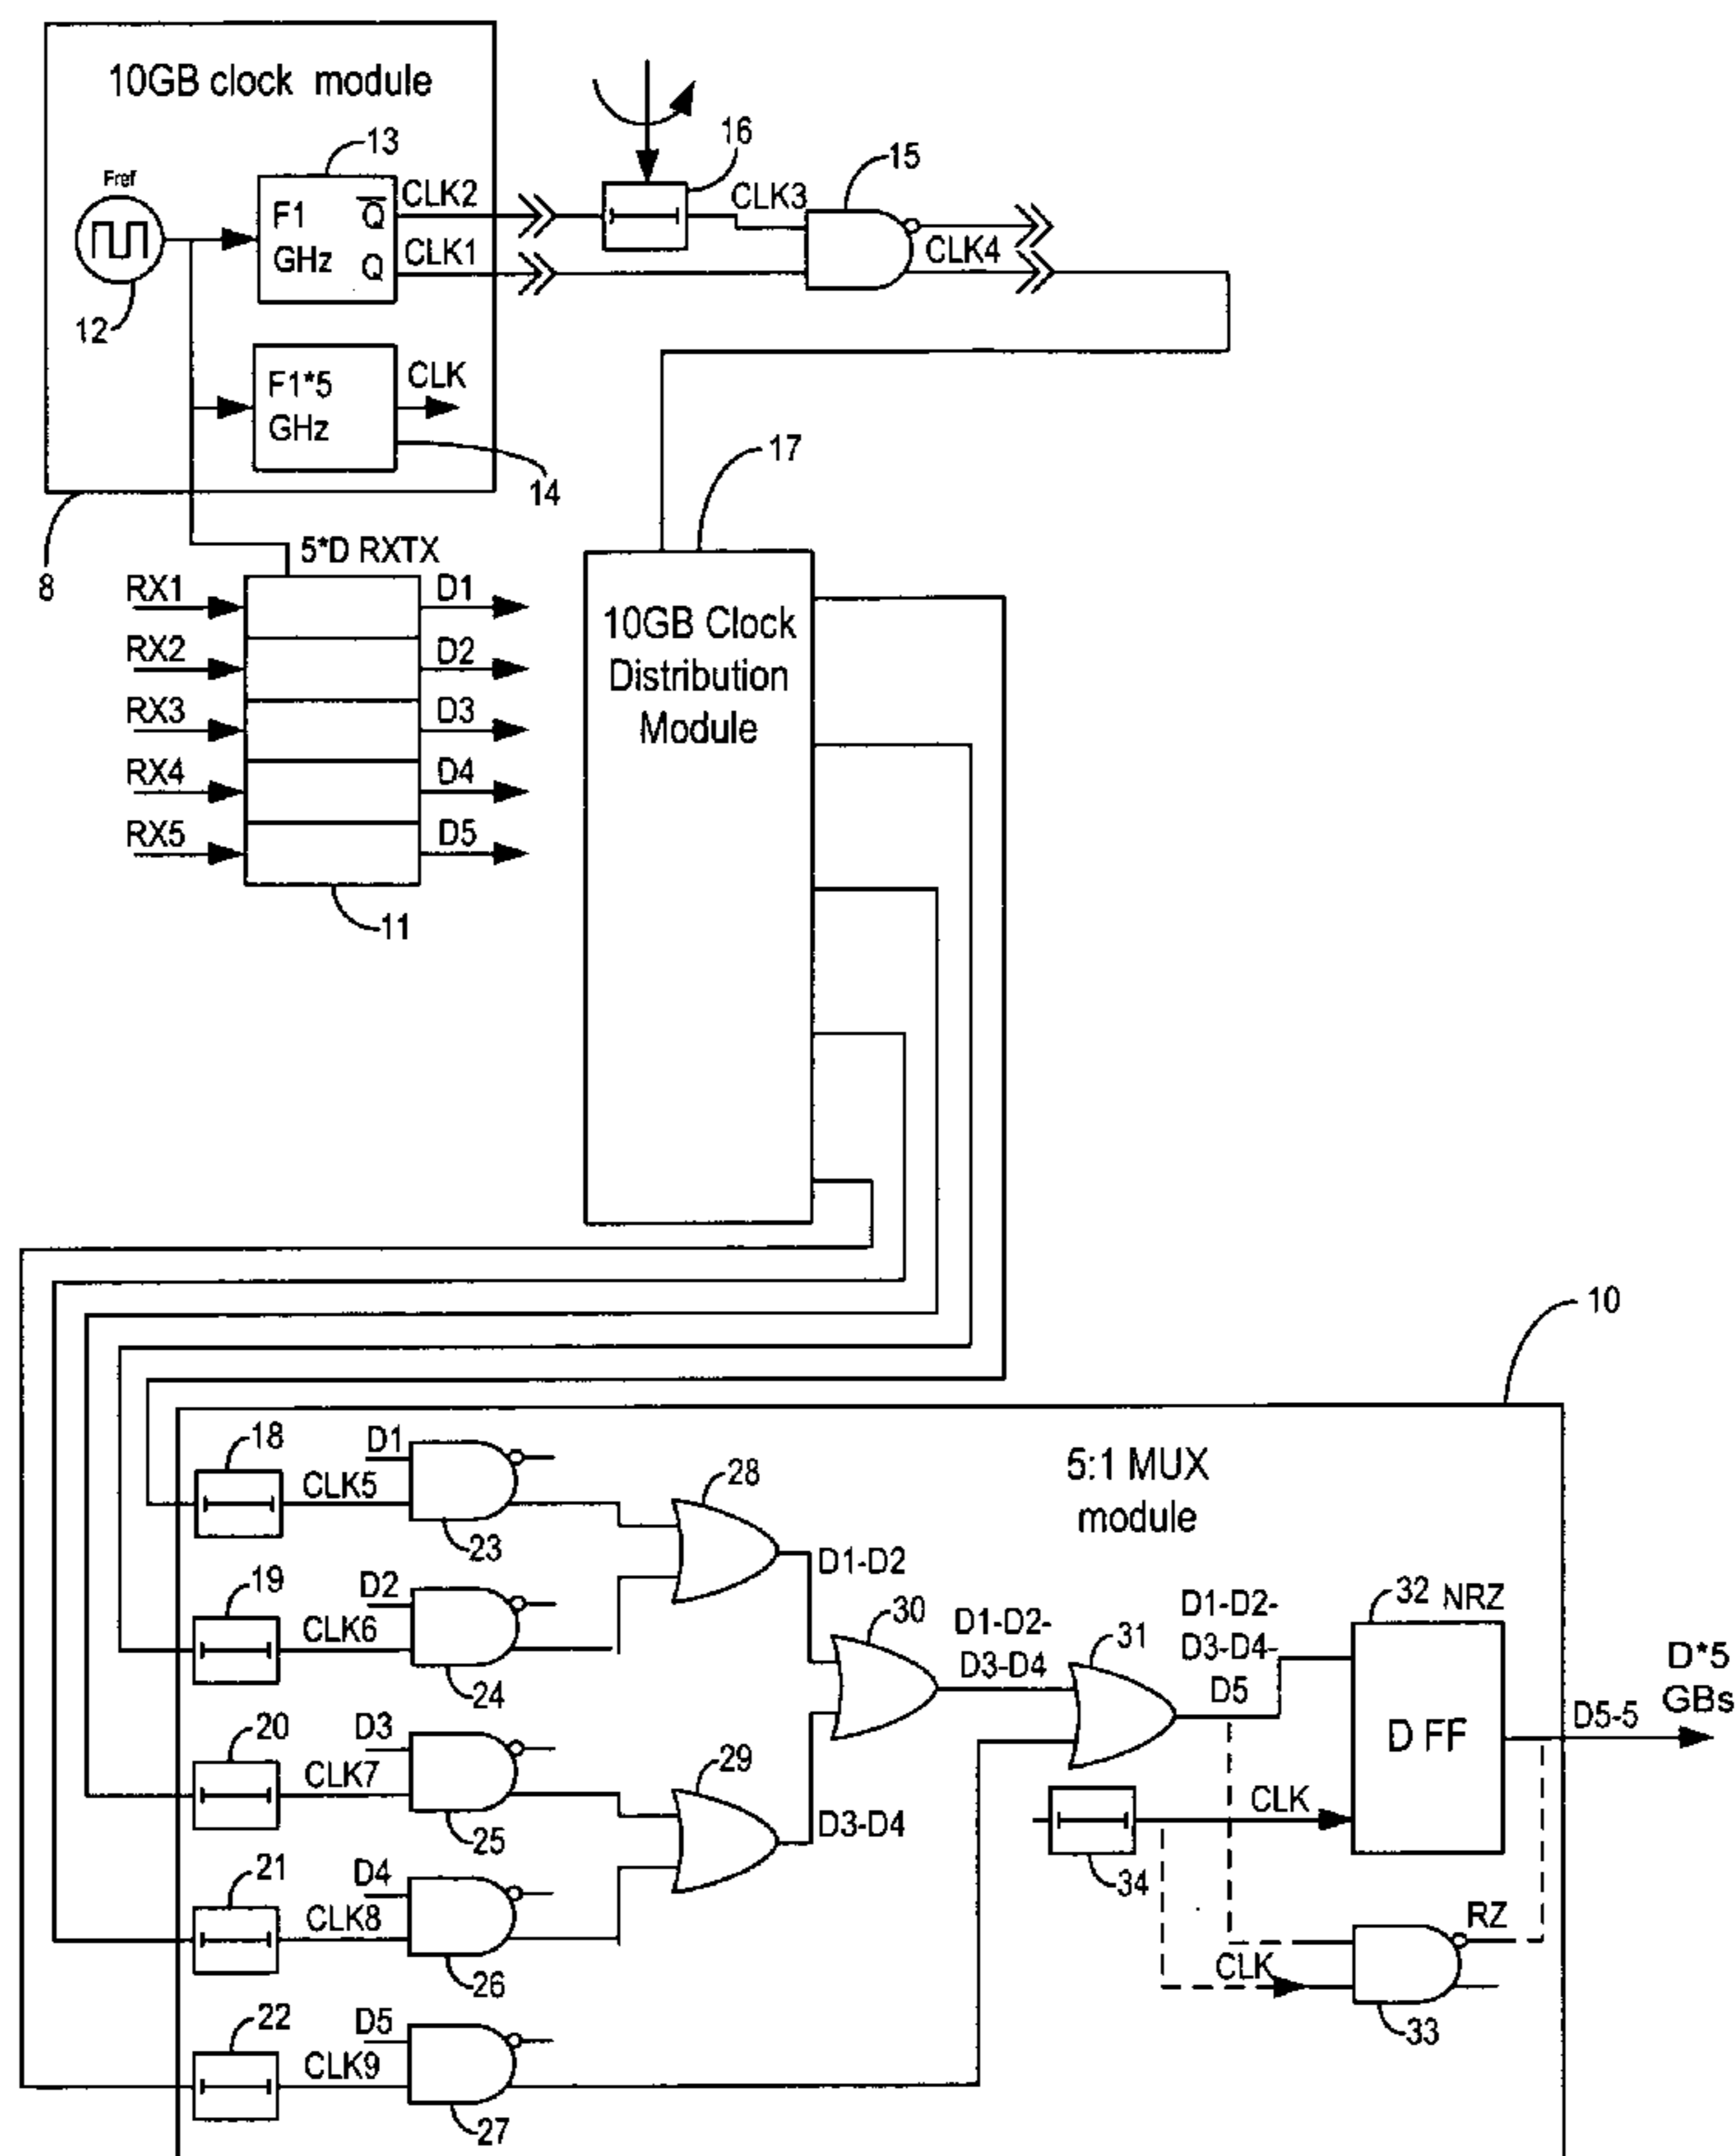 10GB clock module
Fref
12
13
F1
GHz
Q
Q
CLK2
CLK1
16
CLK3
15
CLK4
F1*5
GHz
CLK
14
8
5*D RXTX
RX1
D1
RX2
D2
RX3
D3
RX4
D4
RX5
D5
11
17
10GB Clock
Distribution
Module
10
5:1 MUX
module
18
D1
CLK5
23
28
D1-D2
19
D2
CLK6
24
30
D1-D2-
D3-D4
31
D1-D2-
D3-D4-
D5
32
NRZ
D FF
D5-5
D*5
GBs
20
D3
CLK7
25
29
D3-D4
34
CLK
21
D4
CLK8
26
CLK
RZ
33
22
D5
CLK9
27